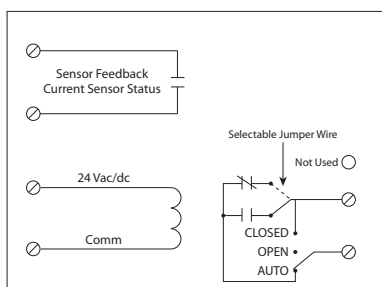 Sensor Feedback
Current Sensor Status
Selectable Jumper Wire
Not Used
24 Vac/dc
Comm
CLOSED
OPEN
AUTO